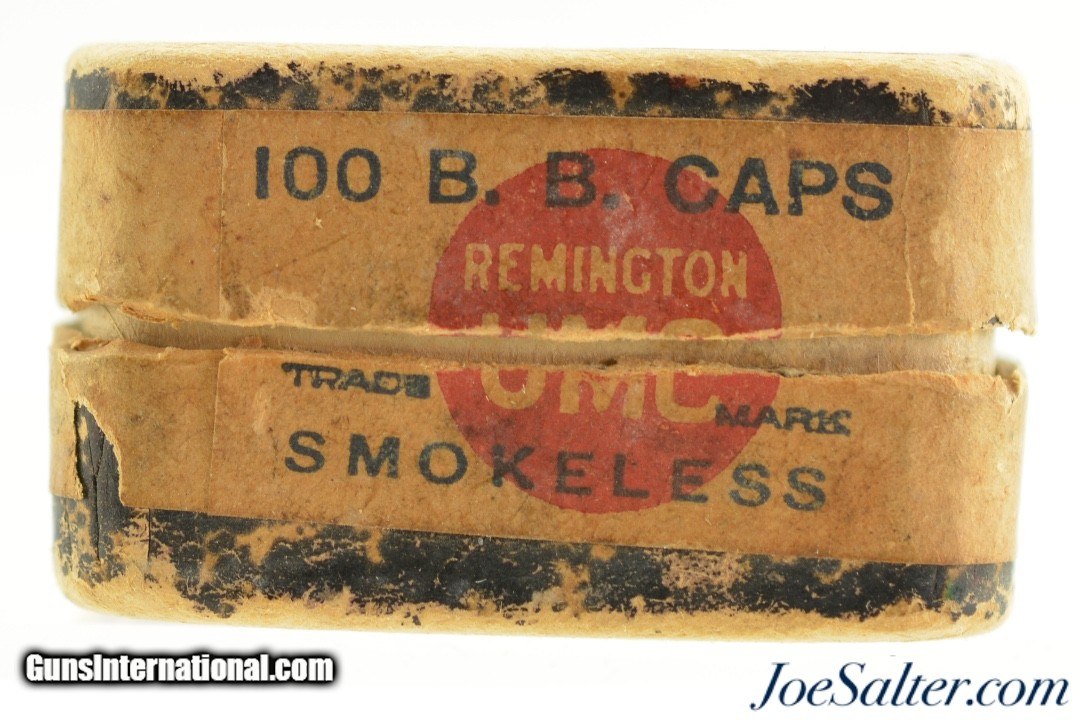 100 B. B. CAPS
REMINGTON
UMC
TRADE MARK
SMOKELESS
GunsInternational.com
JoeSalter.com